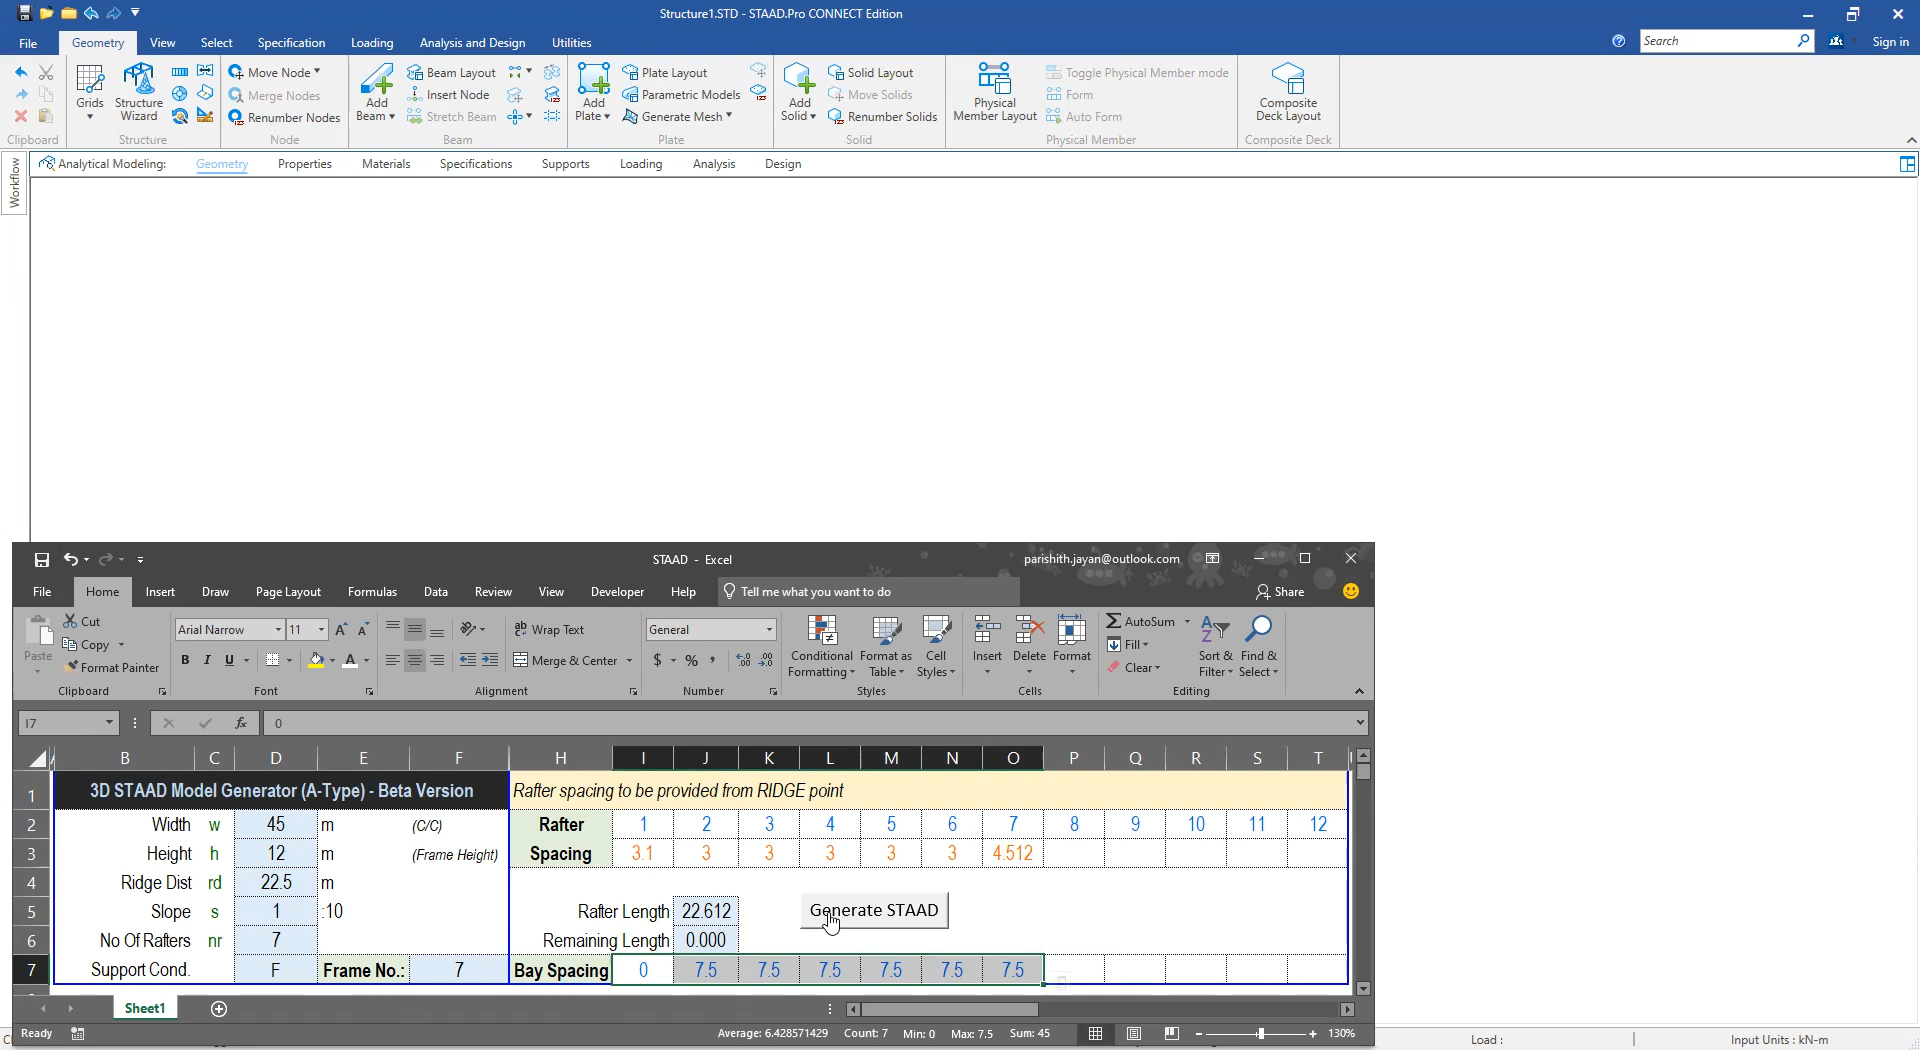 Structure1.STD - STAAD.Pro CONNECT Edition
File Geometry View Select Specification Loading Analysis and Design Utilities Search Sign in
Grids Structure Wizard
Move Node
Merge Nodes
Renumber Nodes
Add Beam
Beam Layout
Insert Node
Stretch Beam
Add Plate
Plate Layout
Parametric Models
Generate Mesh
Add Solid
Solid Layout
Move Solids
Renumber Solids
Physical Member Layout
Toggle Physical Member mode
Form
Auto Form
Composite Deck Layout
Clipboard Structure Node Beam Plate Solid Physical Member Composite Deck
Workflow
Analytical Modeling: Geometry Properties Materials Specifications Supports Loading Analysis Design
STAAD - Excel parishith.jayan@outlook.com
File Home Insert Draw Page Layout Formulas Data Review View Developer Help Tell me what you want to do Share
Paste
Cut
Copy
Format Painter
Arial Narrow 11
B I U
Wrap Text
Merge & Center
General
$ % ,
Conditional Formatting
Format as Table
Cell Styles
Insert Delete Format
AutoSum
Fill
Clear
Sort & Filter
Find & Select
Clipboard Font Alignment Number Styles Cells Editing
I7 fx 0
B C D E F H I J K L M N O P Q R S T
1 3D STAAD Model Generator (A-Type) - Beta Version Rafter spacing to be provided from RIDGE point
2 Width w 45 m (C/C) Rafter 1 2 3 4 5 6 7 8 9 10 11 12
3 Height h 12 m (Frame Height) Spacing 3.1 3 3 3 3 3 4.512
4 Ridge Dist rd 22.5 m
5 Slope s 1 :10 Rafter Length 22.612 Generate STAAD
6 No Of Rafters nr 7 Remaining Length 0.000
7 Support Cond. F Frame No.: 7 Bay Spacing 0 7.5 7.5 7.5 7.5 7.5 7.5
Sheet1
Ready Average: 6.428571429 Count: 7 Min: 0 Max: 7.5 Sum: 45 130%
Load : Input Units : kN-m